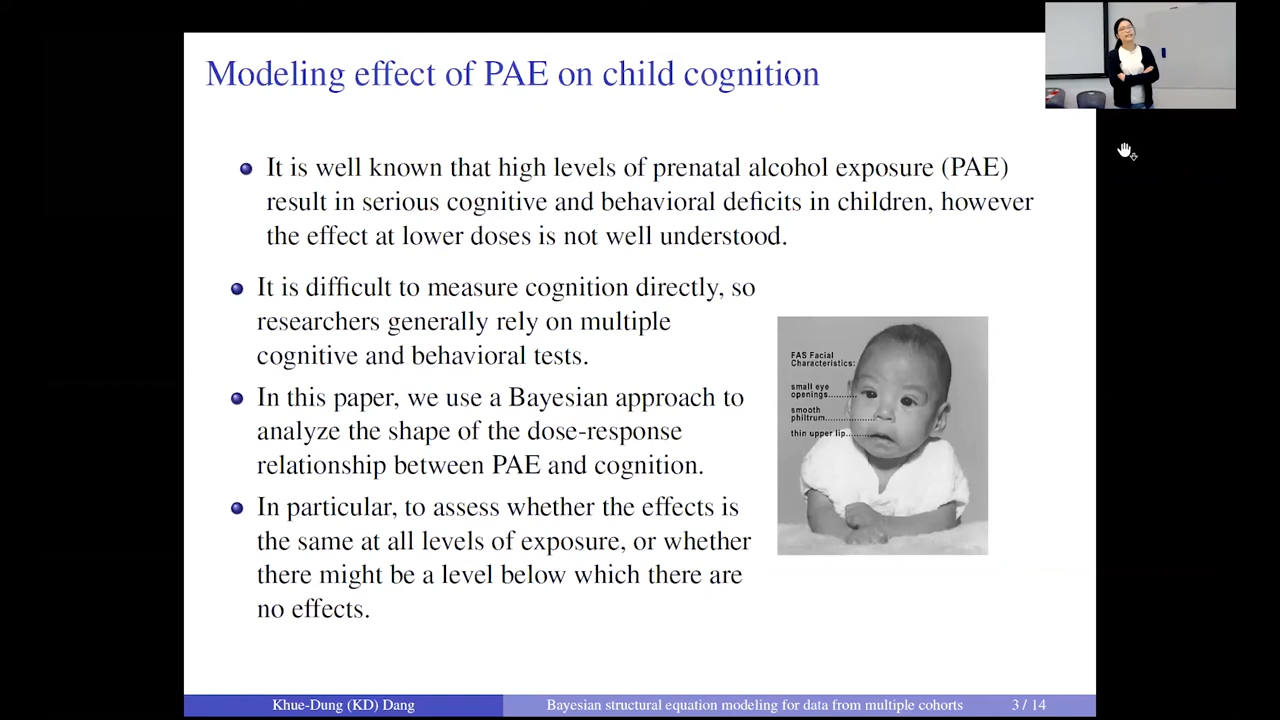 Modeling effect of PAE on child cognition
It is well known that high levels of prenatal alcohol exposure (PAE)
result in serious cognitive and behavioral deficits in children, however
the effect at lower doses is not well understood.
It is difficult to measure cognition directly, so
researchers generally rely on multiple
cognitive and behavioral tests.
In this paper, we use a Bayesian approach to
analyze the shape of the dose-response
relationship between PAE and cognition.
In particular, to assess whether the effects is
the same at all levels of exposure, or whether
there might be a level below which there are
no effects.
FAS Facial
Characteristics:
small eye
openings...........
smooth
philtrum...............
thin upper lip..........
Khue-Dung (KD) Dang
Bayesian structural equation modeling for data from multiple cohorts
3 / 14